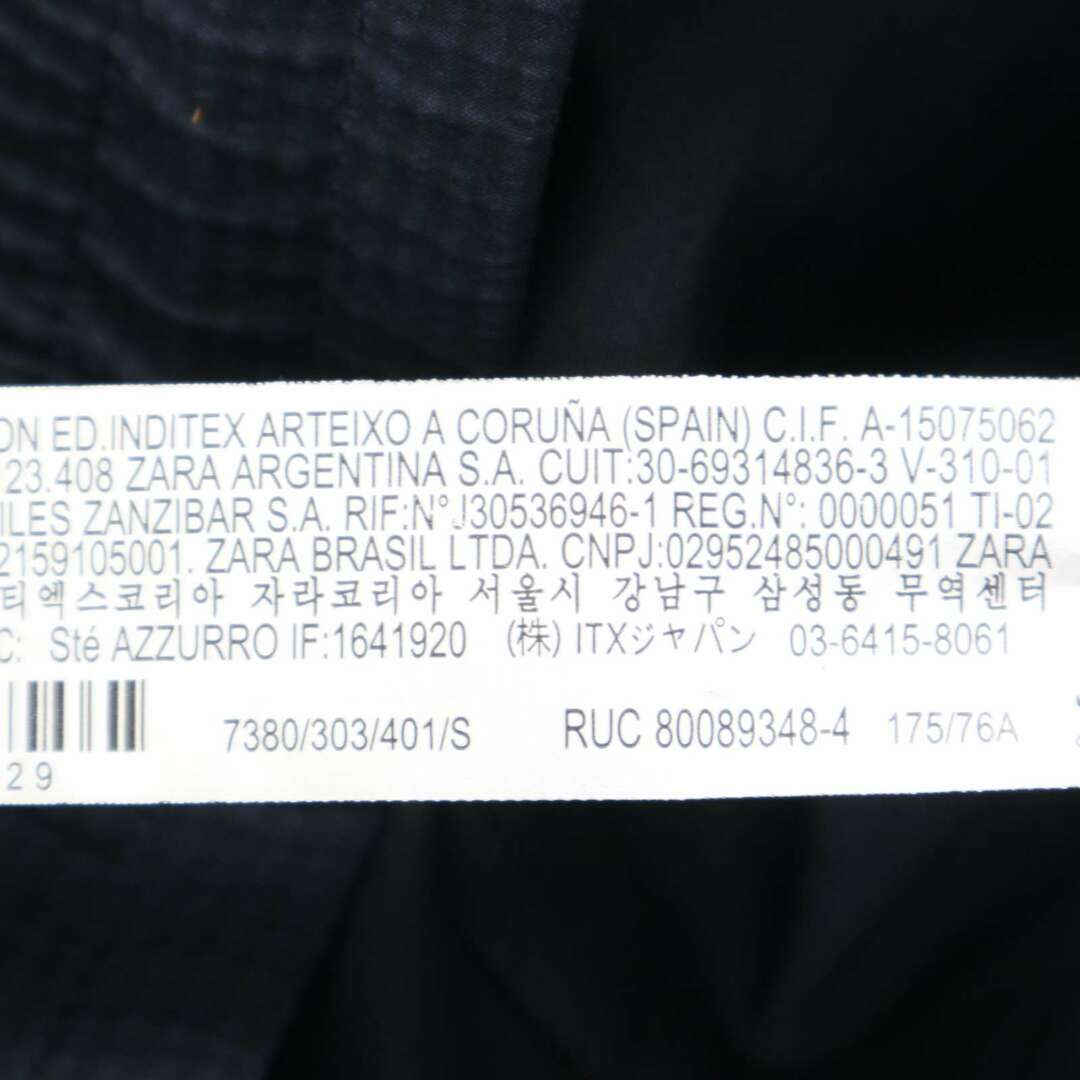 ON ED.INDITEX ARTEIXO A CORUÑA (SPAIN) C.I.F. A-15075062
23.408 ZARA ARGENTINA S.A. CUIT:30-69314836-3 V-310-01
ILES ZANZIBAR S.A. RIF:N° J30536946-1 REG.N°: 0000051 TI-02
2159105001. ZARA BRASIL LTDA. CNPJ:02952485000491 ZARA
티엑스코리아 자라코리아 서울시 강남구 삼성동 무역센터
C: Sté AZZURRO IF:1641920 (株) ITXジャパン 03-6415-8061
7380/303/401/S RUC 80089348-4 175/76A
29